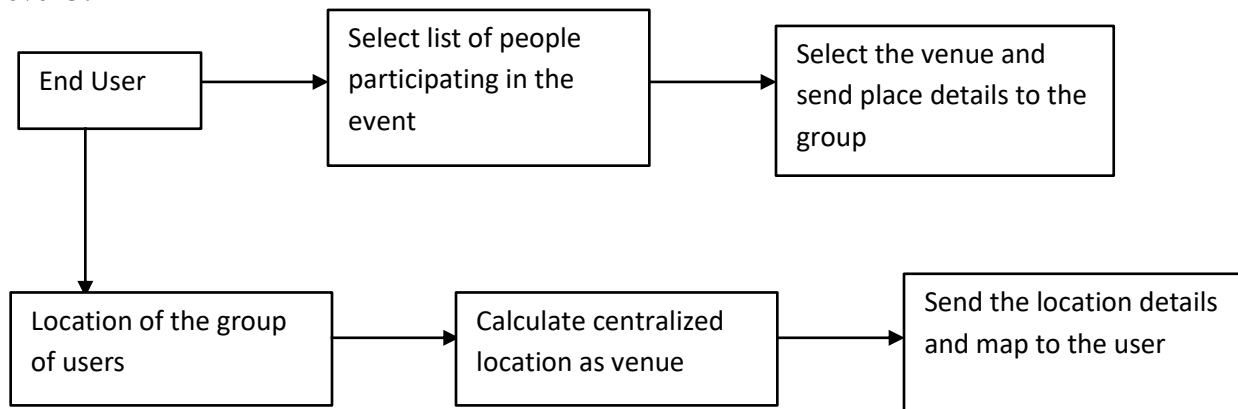 End User
Select list of people
participating in the
event
Select the venue and
send place details to the
group
Location of the group
of users
Calculate centralized
location as venue
Send the location details
and map to the user